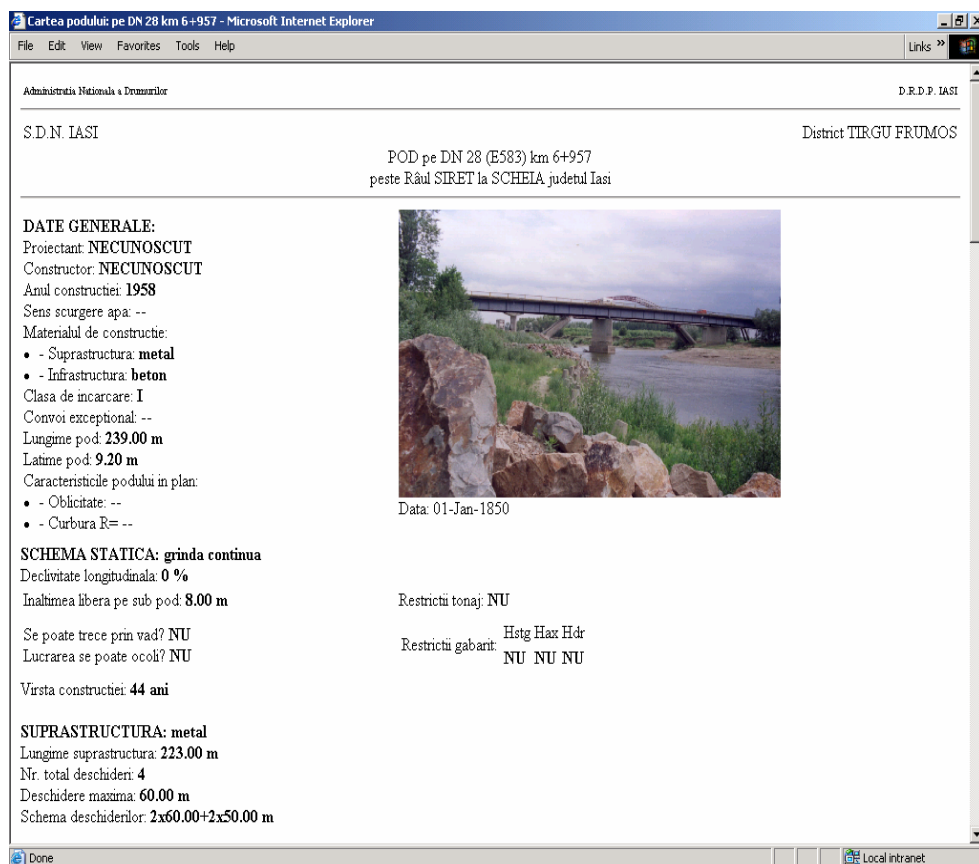 Cartea podului: pe DN 28 km 6+957 - Microsoft Internet Explorer
File Edit View Favorites Tools Help
Links »
Administratia Nationala a Drumurilor
D.R.D.P. IASI
S.D.N. IASI
District TIRGU FRUMOS
POD pe DN 28 (E583) km 6+957
peste Râul SIRET la SCHEIA judetul Iasi
DATE GENERALE:
Proiectant: NECUNOSCUT
Constructor: NECUNOSCUT
Anul constructiei: 1958
Sens scurgere apa: --
Materialul de constructie:
• - Suprastructura: metal
• - Infrastructura: beton
Clasa de incarcare: I
Convoi exceptional: --
Lungime pod: 239.00 m
Latime pod: 9.20 m
Caracteristicile podului in plan:
• - Oblicitate: --
• - Curbura R= --
Data: 01-Jan-1850
SCHEMA STATICA: grinda continua
Declivitate longitudinala: 0 %
Inaltimea libera pe sub pod: 8.00 m
Restrictii tonaj: NU
Se poate trece prin vad? NU
Lucrarea se poate ocoli? NU
Restrictii gabarit:
Hstg Hax Hdr
NU NU NU
Virsta constructiei: 44 ani
SUPRASTRUCTURA: metal
Lungime suprastructura: 223.00 m
Nr. total deschideri: 4
Deschidere maxima: 60.00 m
Schema deschiderilor: 2x60.00+2x50.00 m
Done
Local intranet